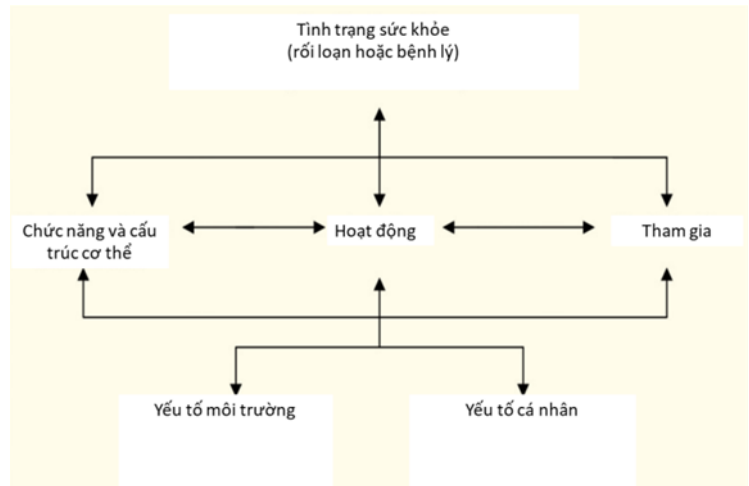 Tình trạng sức khỏe
(rối loạn hoặc bệnh lý)
Chức năng và cấu
trúc cơ thể
Hoạt động
Tham gia
Yếu tố môi trường
Yếu tố cá nhân